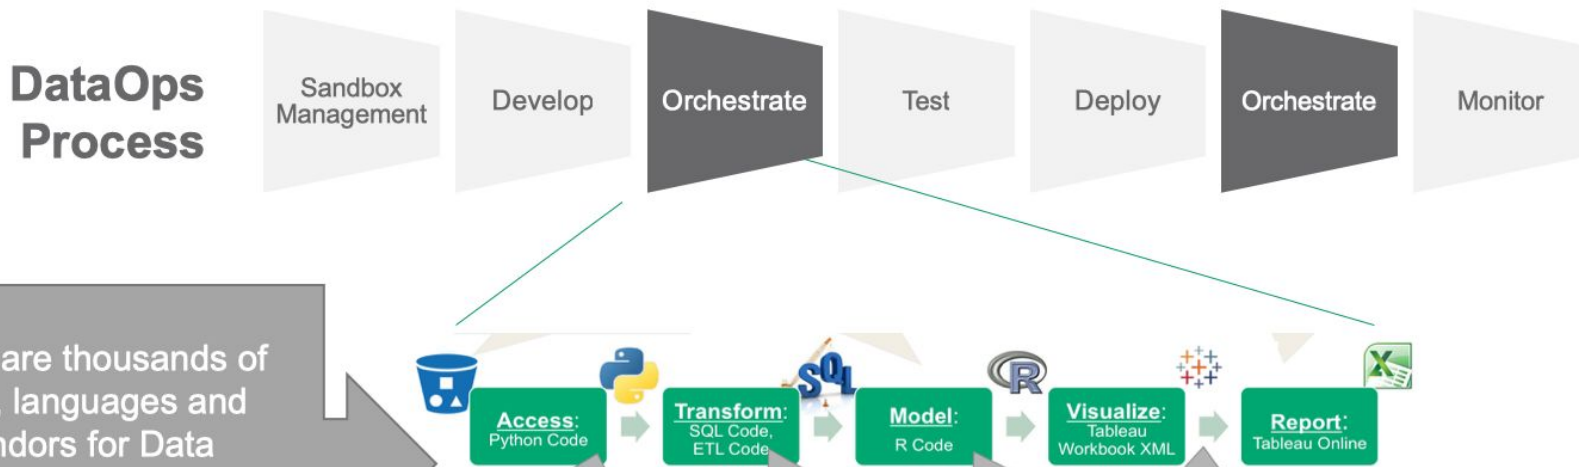 DataOps
Process
Sandbox
Management
Develop
Orchestrate
Test
Deploy
Orchestrate
Monitor
are thousands of
languages and
ndors for Data
SQL
R
X
Access:
Python Code
Transform:
SQL Code,
ETL Code
Model:
R Code
Visualize:
Tableau
Workbook XML
Report:
Tableau Online